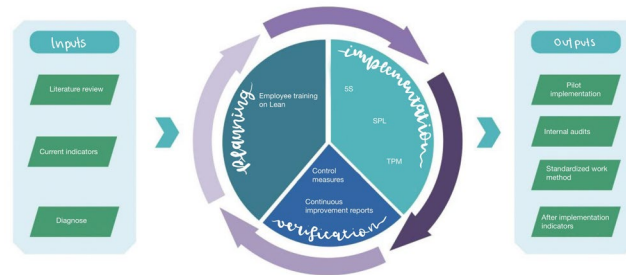 Inputs
Literature review
Current indicators
Diagnose
planning
Employee training
on Lean
implementation
5S
SPL
TPM
Control
measures
Continuous
improvement reports
verification
Outputs
Pilot
implementation
Internal audits
Standardized work
method
After implementation
indicators